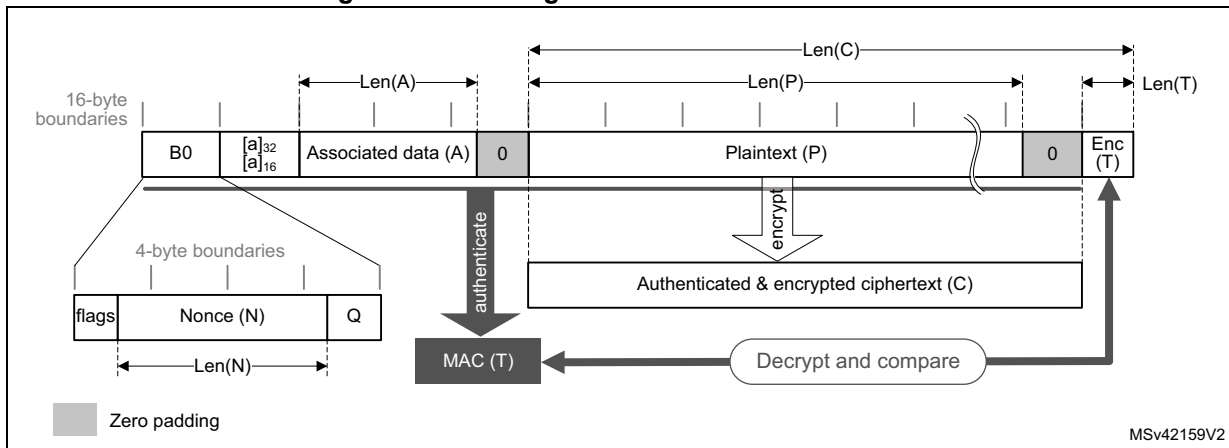 Len(C)
Len(A)
Len(P)
Len(T)
16-byte
boundaries
B0
[a]32
[a]16
Associated data (A)
0
Plaintext (P)
0
Enc
(T)
authenticate
encrypt
4-byte boundaries
Authenticated & encrypted ciphertext (C)
flags
Nonce (N)
Q
Len(N)
MAC (T)
Decrypt and compare
Zero padding
MSv42159V2